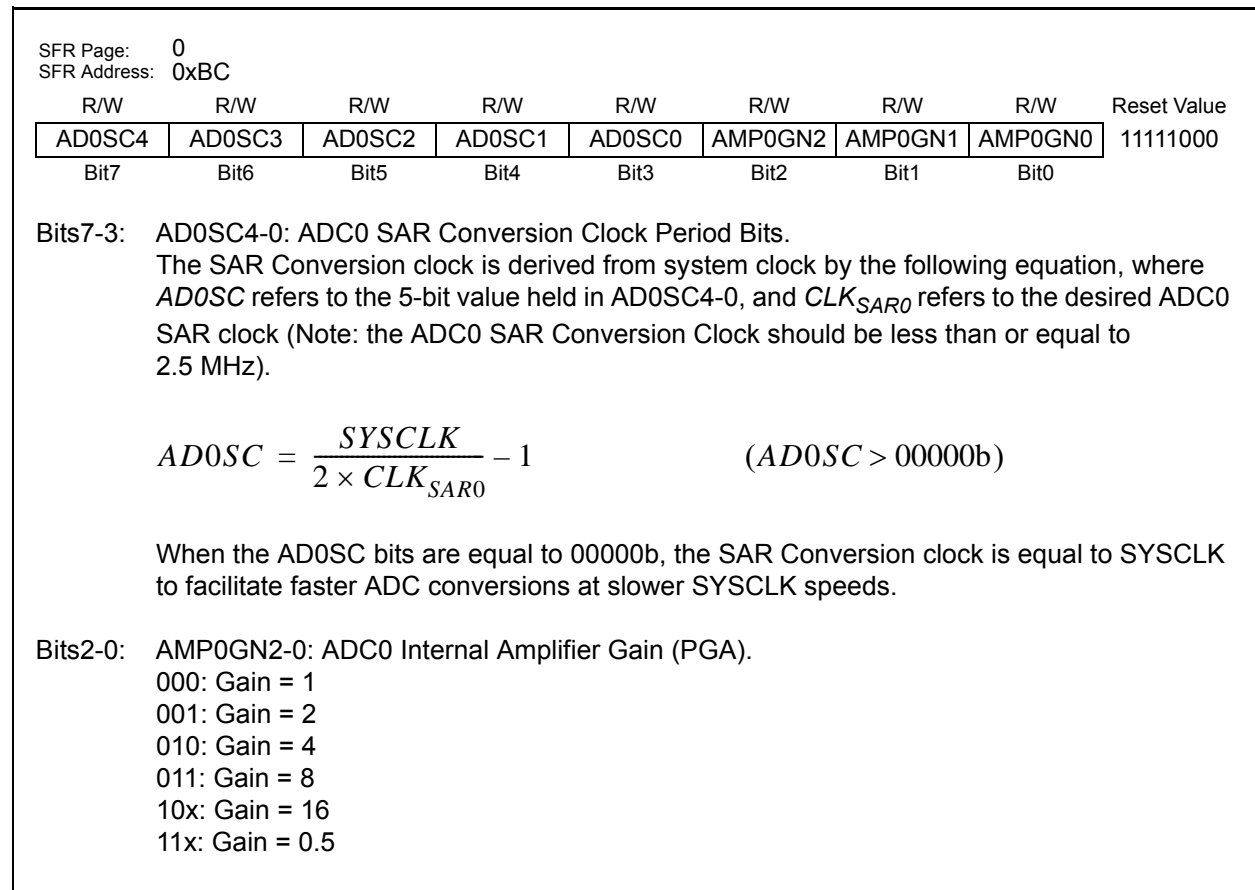 SFR Page: 0
SFR Address: 0xBC
R/W R/W R/W R/W R/W R/W R/W R/W Reset Value
AD0SC4 AD0SC3 AD0SC2 AD0SC1 AD0SC0 AMP0GN2 AMP0GN1 AMP0GN0 11111000
Bit7 Bit6 Bit5 Bit4 Bit3 Bit2 Bit1 Bit0
Bits7-3: AD0SC4-0: ADC0 SAR Conversion Clock Period Bits.
The SAR Conversion clock is derived from system clock by the following equation, where
AD0SC refers to the 5-bit value held in AD0SC4-0, and CLK_SAR0 refers to the desired ADC0
SAR clock (Note: the ADC0 SAR Conversion Clock should be less than or equal to
2.5 MHz).
AD0SC = SYSCLK / (2 × CLK_SAR0) – 1 (AD0SC > 00000b)
When the AD0SC bits are equal to 00000b, the SAR Conversion clock is equal to SYSCLK
to facilitate faster ADC conversions at slower SYSCLK speeds.
Bits2-0: AMP0GN2-0: ADC0 Internal Amplifier Gain (PGA).
000: Gain = 1
001: Gain = 2
010: Gain = 4
011: Gain = 8
10x: Gain = 16
11x: Gain = 0.5